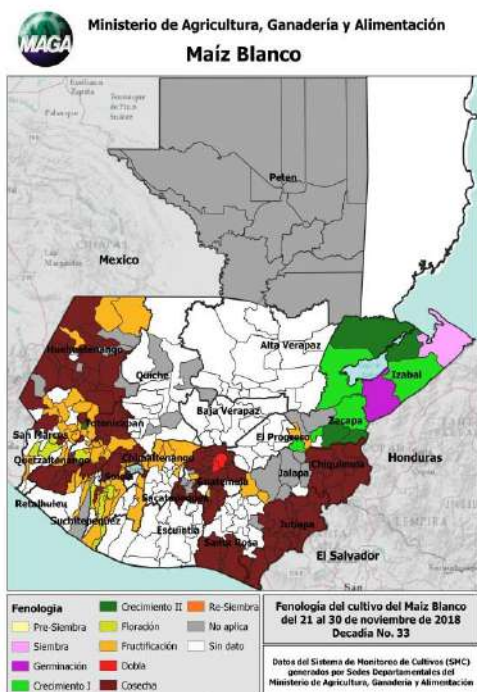 MAGA
Ministerio de Agricultura, Ganadería y Alimentación
Maíz Blanco
Peten
Mexico
Huehuetenango
Quiche
Alta Verapaz
Izabal
Baja Verapaz
Zacapa
Totonicapan
San Marcos
El Progreso
Quetzaltenango
Chimaltenango
Chiquimula
Honduras
Solola
Guatemala
Jalapa
Retalhuleu
Sacatepequez
Suchitepequez
Escuintla
Santa Rosa
Jutiapa
El Salvador
San
Fenología
Pre-Siembra
Siembra
Germinación
Crecimiento I
Crecimiento II
Floración
Fructificación
Dobla
Cosecha
Re-Siembra
No aplica
Sin dato
Fenología del cultivo del Maíz Blanco
del 21 al 30 de noviembre de 2018
Decadía No. 33
Datos del Sistema de Monitoreo de Cultivos (SMC)
generados por Sedes Departamentales del
Ministerio de Agricultura, Ganadería y Alimentación